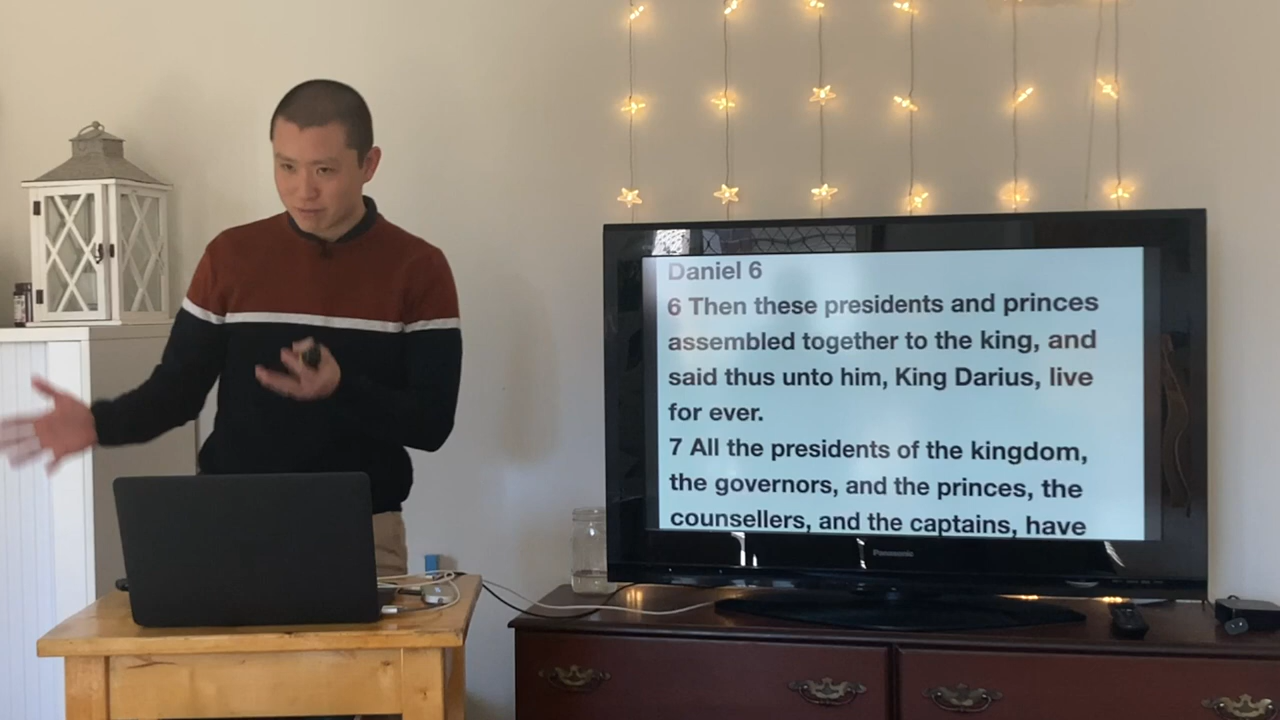 Daniel 6
6 Then these presidents and princes
assembled together to the king, and
said thus unto him, King Darius, live
for ever.
7 All the presidents of the kingdom,
the governors, and the princes, the
counsellers, and the captains, have
Panasonic